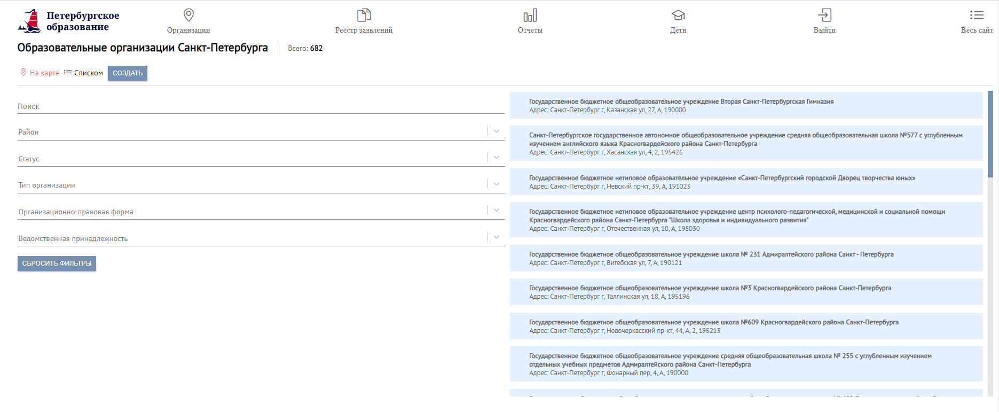 Петербургское
образование
Организации
Реестр заявлений
Отчеты
Дети
Выйти
Весь сайт
Образовательные организации Санкт-Петербурга
Всего: 682
На карте
Списком
СОЗДАТЬ
Поиск
Район
Статус
Тип организации
Организационно-правовая форма
Ведомственная принадлежность
СБРОСИТЬ ФИЛЬТРЫ
Государственное бюджетное общеобразовательное учреждение Вторая Санкт-Петербургская Гимназия
Адрес: Санкт-Петербург г, Казанская ул, 27, А, 190000
Санкт-Петербургское государственное автономное общеобразовательное учреждение средняя общеобразовательная школа №577 с углубленным
изучением английского языка Красногвардейского района Санкт-Петербурга
Адрес: Санкт-Петербург г, Хасанская ул, 4, 2, 195426
Государственное бюджетное нетиповое образовательное учреждение «Санкт-Петербургский городской Дворец творчества юных»
Адрес: Санкт-Петербург г, Невский пр-кт, 39, А, 191023
Государственное бюджетное нетиповое образовательное учреждение центр психолого-педагогической, медицинской и социальной помощи
Красногвардейского района Санкт-Петербурга "Школа здоровья и индивидуального развития"
Адрес: Санкт-Петербург г, Отечественная ул, 10, А, 195030
Государственное бюджетное общеобразовательное учреждение школа № 231 Адмиралтейского района Санкт - Петербурга
Адрес: Санкт-Петербург г, Витебская ул, 7, А, 190121
Государственное бюджетное общеобразовательное учреждение школа №3 Красногвардейского района Санкт-Петербурга
Адрес: Санкт-Петербург г, Таллинская ул, 18, А, 195196
Государственное бюджетное общеобразовательное учреждение школа №609 Красногвардейского района Санкт-Петербурга
Адрес: Санкт-Петербург г, Новочеркасский пр-кт, 44, А, 2, 195213
Государственное бюджетное общеобразовательное учреждение средняя общеобразовательная школа № 255 с углубленным изучением
отдельных учебных предметов Адмиралтейского района Санкт-Петербурга
Адрес: Санкт-Петербург г, Фонарный пер, 4, А, 190000